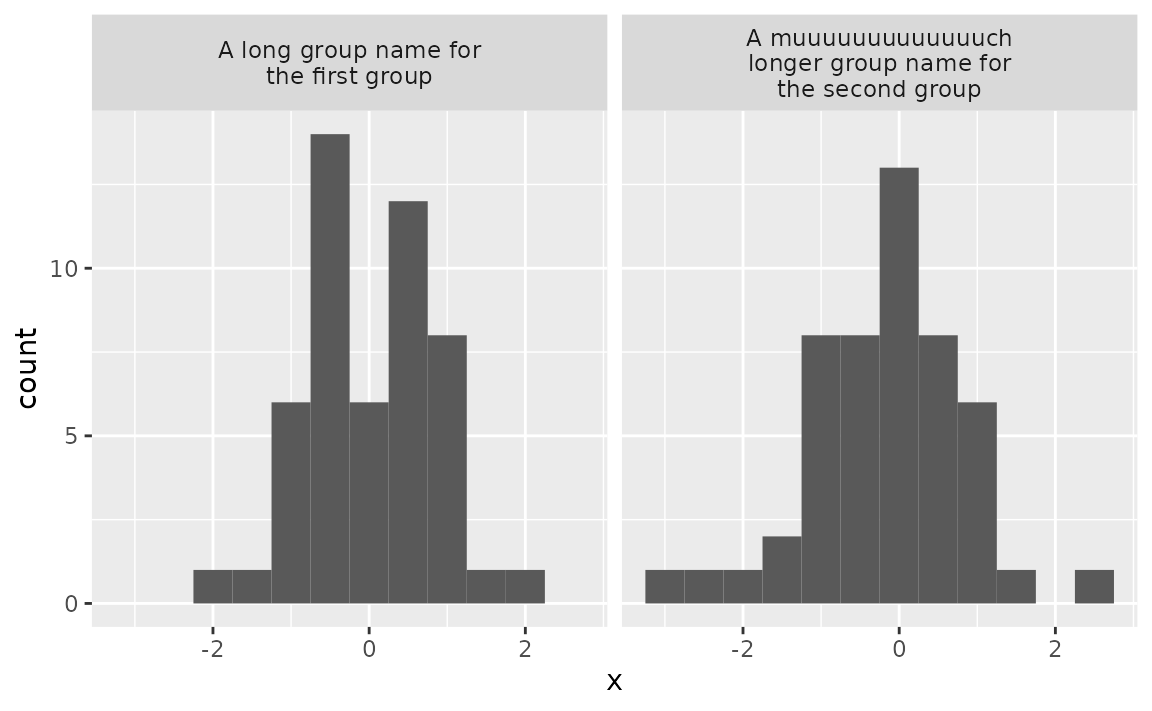 A long group name for
the first group
A muuuuuuuuuuuuuch
longer group name for
the second group
10
5
0
count
-2 0 2
-2 0 2
x